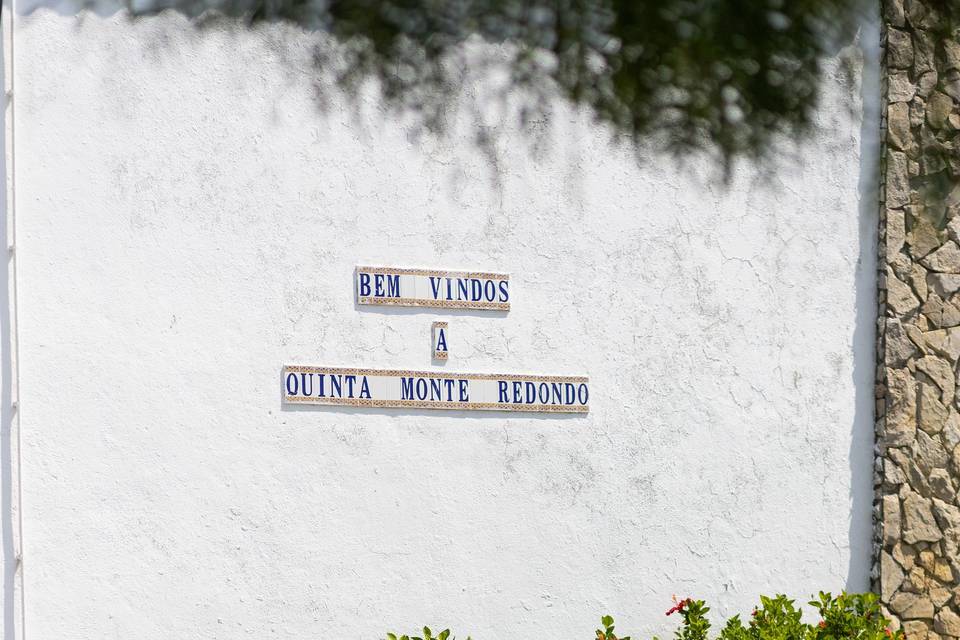 BEM VINDOS
A
QUINTA MONTE REDONDO